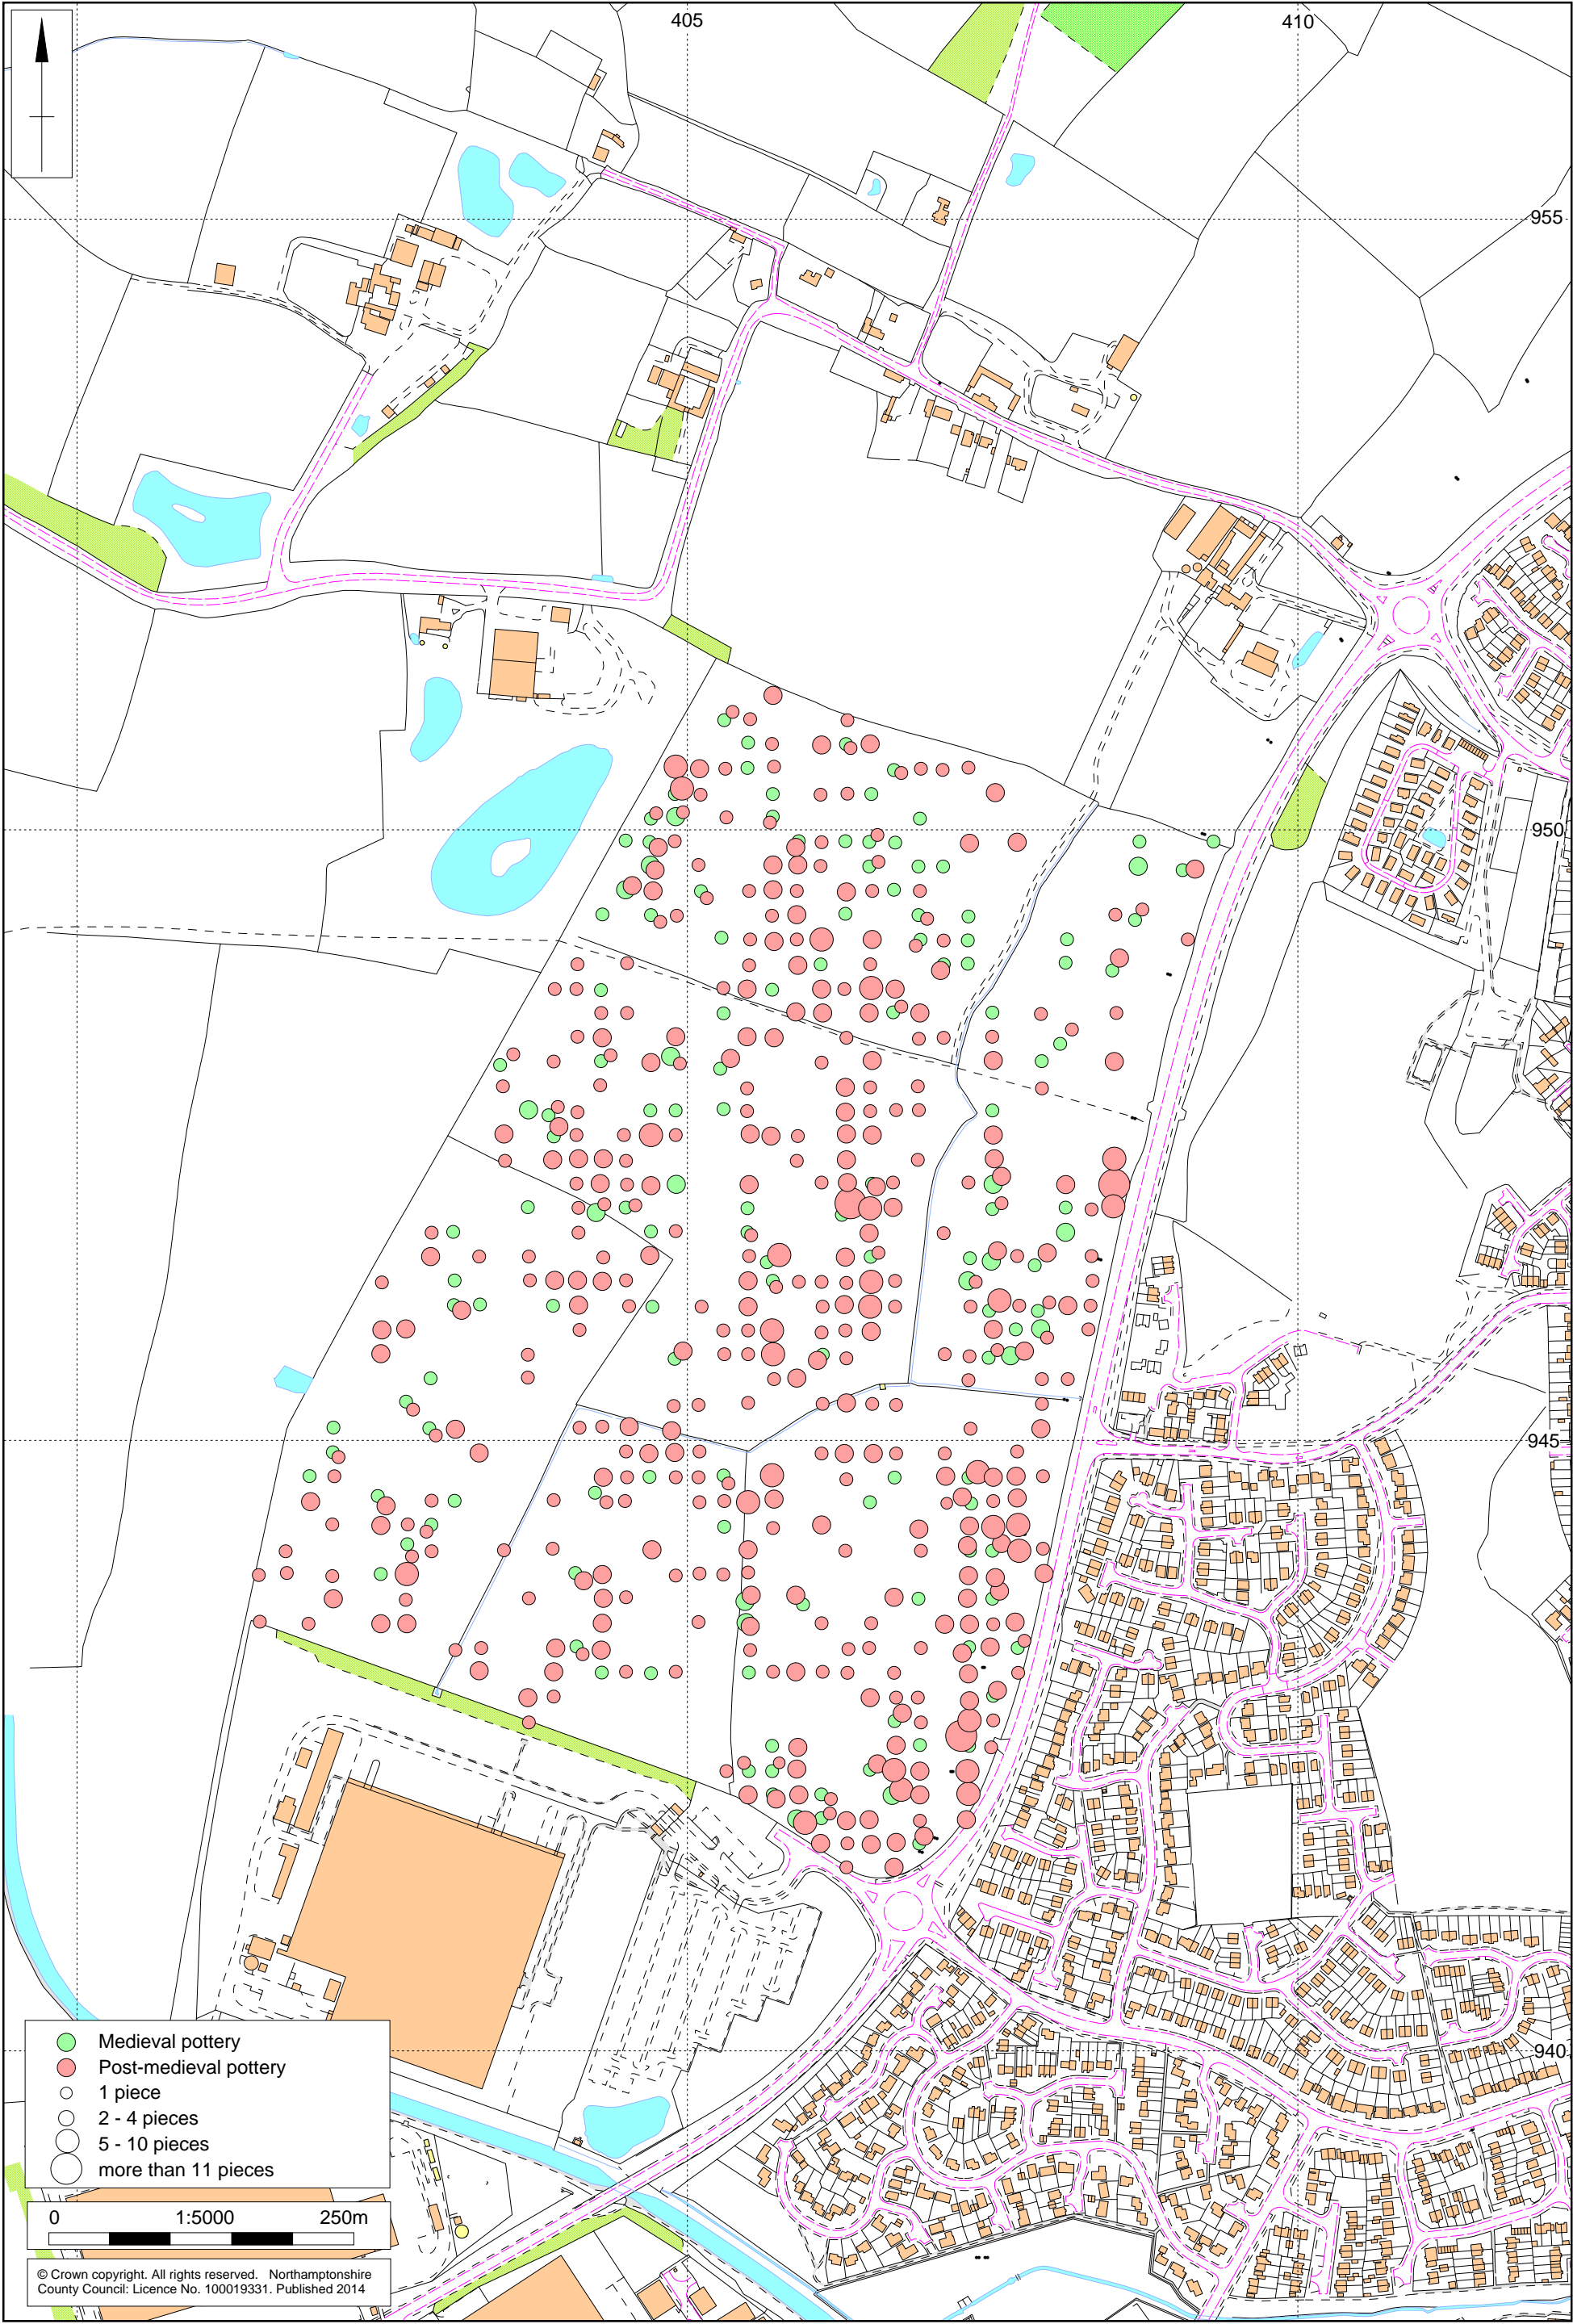 405
410
955
950
945
940
Medieval pottery
Post-medieval pottery
1 piece
2 - 4 pieces
5 - 10 pieces
more than 11 pieces
0 1:5000 250m
© Crown copyright. All rights reserved. Northamptonshire
County Council: Licence No. 100019331. Published 2014